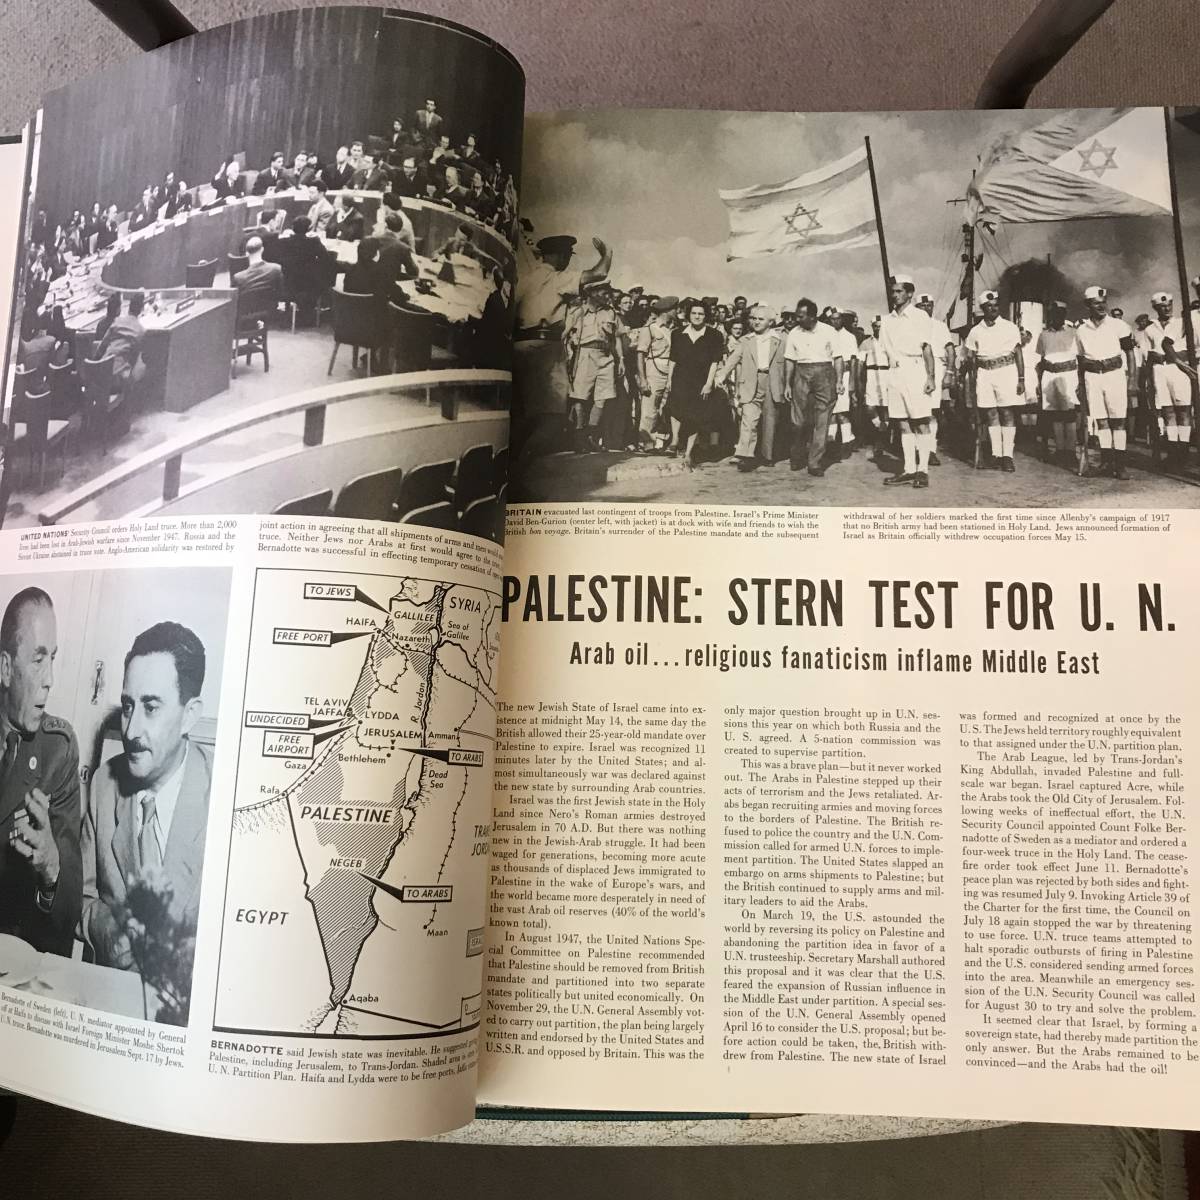 UNITED NATIONS' Security Council orders Holy Land truce. More than 2,000
lives had been lost in Arab-Jewish warfare since November 1947. Russia and the
Soviet Ukraine abstained in truce vote. Anglo-American solidarity was restored by
joint action in agreeing that all shipments of arms and men would
truce. Neither Jews nor Arabs at first would agree to the
Bernadotte was successful in effecting temporary cessation of
TO JEWS
SYRIA
GALLILEE
HAIFA
Sea of
Galilee
FREE PORT
Nazareth
R. Jordan
TEL AVIV
JAFFA
LYDDA
UNDECIDED
JERUSALEM
Amman
FREE
AIRPORT
TO ARABS
Bethlehem
Gaza
Dead
Sea
Rafa
PALESTINE
NEGEB
TO ARABS
EGYPT
Maan
Aqaba
Bernadotte of Sweden (left), U. N. mediator appointed by General
off at Haifa to discuss with Israel Foreign Minister Moshe Shertok
U. N. truce. Bernadotte was murdered in Jerusalem Sept. 17 by Jews.
BERNADOTTE said Jewish state was inevitable. He suggested
Palestine, including Jerusalem, to Trans-Jordan. Shaded area is
U. N. Partition Plan. Haifa and Lydda were to be free ports, Jaffa
BRITAIN evacuated last contingent of troops from Palestine. Israel's Prime Minister
David Ben-Gurion (center left, with jacket) is at dock with wife and friends to wish the
British bon voyage. Britain's surrender of the Palestine mandate and the subsequent
withdrawal of her soldiers marked the first time since Allenby's campaign of 1917
that no British army had been stationed in Holy Land. Jews announced formation of
Israel as Britain officially withdrew occupation forces May 15.
PALESTINE: STERN TEST FOR U. N.
Arab oil...religious fanaticism inflame Middle East
The new Jewish State of Israel came into ex-
istence at midnight May 14, the same day the
British allowed their 25-year-old mandate over
Palestine to expire. Israel was recognized 11
minutes later by the United States; and al-
most simultaneously war was declared against
the new state by surrounding Arab countries.
Israel was the first Jewish state in the Holy
Land since Nero's Roman armies destroyed
Jerusalem in 70 A.D. But there was nothing
new in the Jewish-Arab struggle. It had been
waged for generations, becoming more acute
as thousands of displaced Jews immigrated to
Palestine in the wake of Europe's wars, and
the world became more desperately in need of
the vast Arab oil reserves (40% of the world's
known total).
In August 1947, the United Nations Spe-
cial Committee on Palestine recommended
that Palestine should be removed from British
mandate and partitioned into two separate
states politically but united economically. On
November 29, the U.N. General Assembly vot-
ed to carry out partition, the plan being largely
written and endorsed by the United States and
U.S.S.R. and opposed by Britain. This was the
only major question brought up in U.N. ses-
sions this year on which both Russia and the
U. S. agreed. A 5-nation commission was
created to supervise partition.
This was a brave plan—but it never worked
out. The Arabs in Palestine stepped up their
acts of terrorism and the Jews retaliated. Ar-
abs began recruiting armies and moving forces
to the borders of Palestine. The British re-
fused to police the country and the U.N. Com-
mission called for armed U.N. forces to imple-
ment partition. The United States slapped an
embargo on arms shipments to Palestine; but
the British continued to supply arms and mil-
itary leaders to aid the Arabs.
On March 19, the U.S. astounded the
world by reversing its policy on Palestine and
abandoning the partition idea in favor of a
U.N. trusteeship. Secretary Marshall authored
this proposal and it was clear that the U.S.
feared the expansion of Russian influence in
the Middle East under partition. A special ses-
sion of the U.N. General Assembly opened
April 16 to consider the U.S. proposal; but be-
fore action could be taken, the, British with-
drew from Palestine. The new state of Israel
was formed and recognized at once by the
U.S. The Jews held territory roughly equivalent
to that assigned under the U.N. partition plan.
The Arab League, led by Trans-Jordan's
King Abdullah, invaded Palestine and full-
scale war began. Israel captured Acre, while
the Arabs took the Old City of Jerusalem. Fol-
lowing weeks of ineffectual effort, the U.N.
Security Council appointed Count Folke Ber-
nadotte of Sweden as a mediator and ordered a
four-week truce in the Holy Land. The cease-
fire order took effect June 11. Bernadotte's
peace plan was rejected by both sides and fight-
ing was resumed July 9. Invoking Article 39 of
the Charter for the first time, the Council on
July 18 again stopped the war by threatening
to use force. U.N. truce teams attempted to
halt sporadic outbursts of firing in Palestine
and the U.S. considered sending armed forces
into the area. Meanwhile an emergency ses-
sion of the U.N. Security Council was called
for August 30 to try and solve the problem.
It seemed clear that Israel, by forming a
sovereign state, had thereby made partition the
only answer. But the Arabs remained to be
convinced—and the Arabs had the oil!